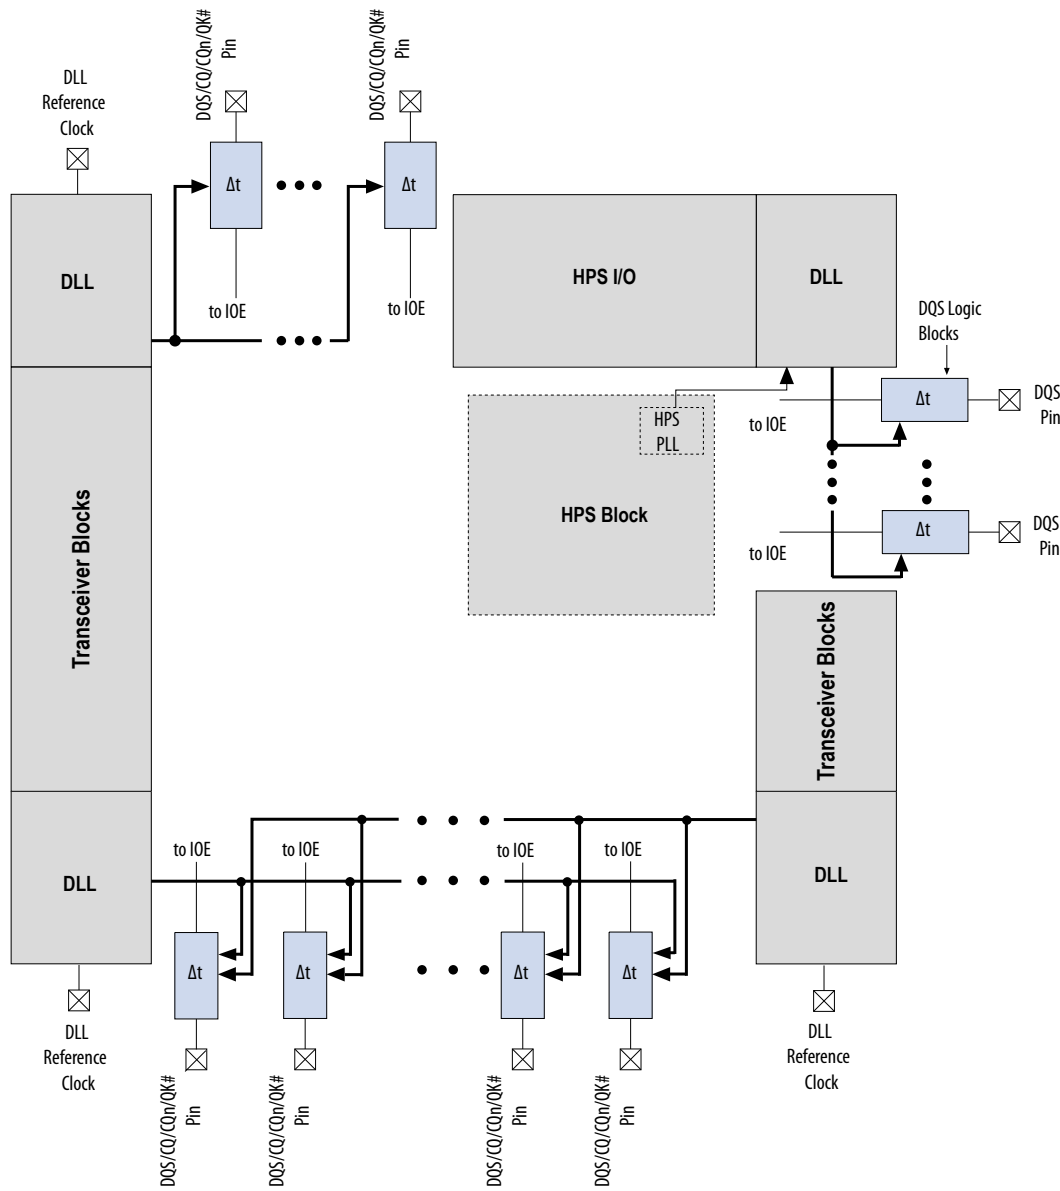 DQS/CQ/CQn/QK#
Pin
DQS/CQ/CQn/QK#
Pin
DLL
Reference
Clock
Δt
Δt
DLL
HPS I/O
DLL
to IOE
to IOE
DQS Logic
Blocks
Δt
DQS
Pin
to IOE
HPS
PLL
Transceiver Blocks
HPS Block
Δt
DQS
Pin
to IOE
Transceiver Blocks
to IOE
to IOE
to IOE
to IOE
DLL
DLL
Δt
Δt
Δt
Δt
DLL
Reference
Clock
DLL
Reference
Clock
DQS/CQ/CQn/QK#
Pin
DQS/CQ/CQn/QK#
Pin
DQS/CQ/CQn/QK#
Pin
DQS/CQ/CQn/QK#
Pin